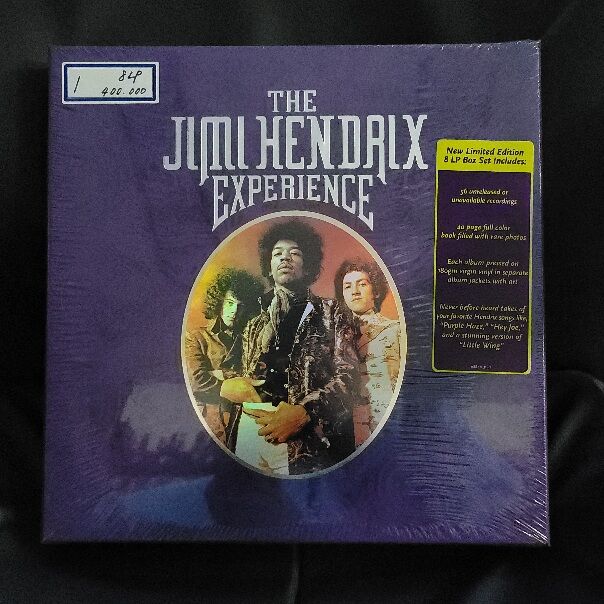 8LP
1
400.000
THE
JIMI HENDRIX
EXPERIENCE
New Limited Edition
8 LP Box Set Includes:
56 unreleased or
unavailable recordings
40 page full color
book filled with rare photos
Each album pressed on
180gm virgin vinyl in separate
album jackets with art
Never before heard takes of
your favorite Hendrix songs like,
"Purple Haze," "Hey Joe,"
and a stunning version of
"Little Wing"